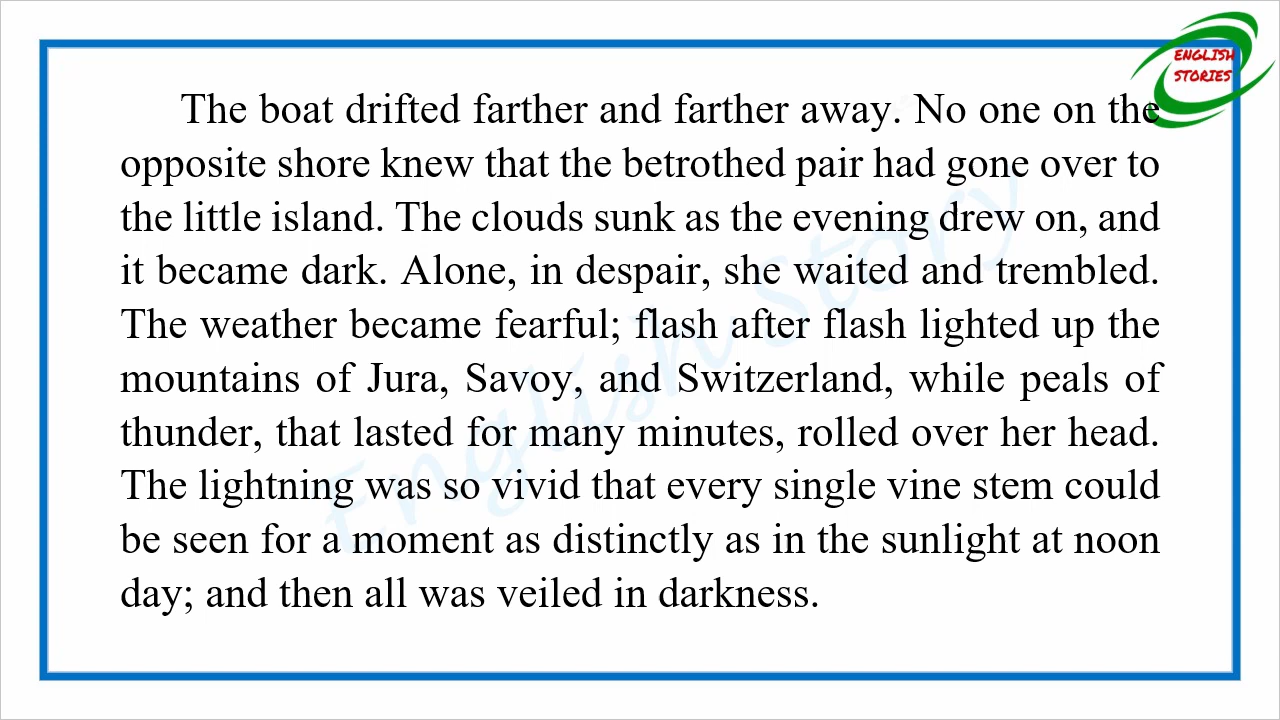 ENGLISH
STORIES
The boat drifted farther and farther away. No one on the
opposite shore knew that the betrothed pair had gone over to
the little island. The clouds sunk as the evening drew on, and
it became dark. Alone, in despair, she waited and trembled.
The weather became fearful; flash after flash lighted up the
mountains of Jura, Savoy, and Switzerland, while peals of
thunder, that lasted for many minutes, rolled over her head.
The lightning was so vivid that every single vine stem could
be seen for a moment as distinctly as in the sunlight at noon
day; and then all was veiled in darkness.
English Story